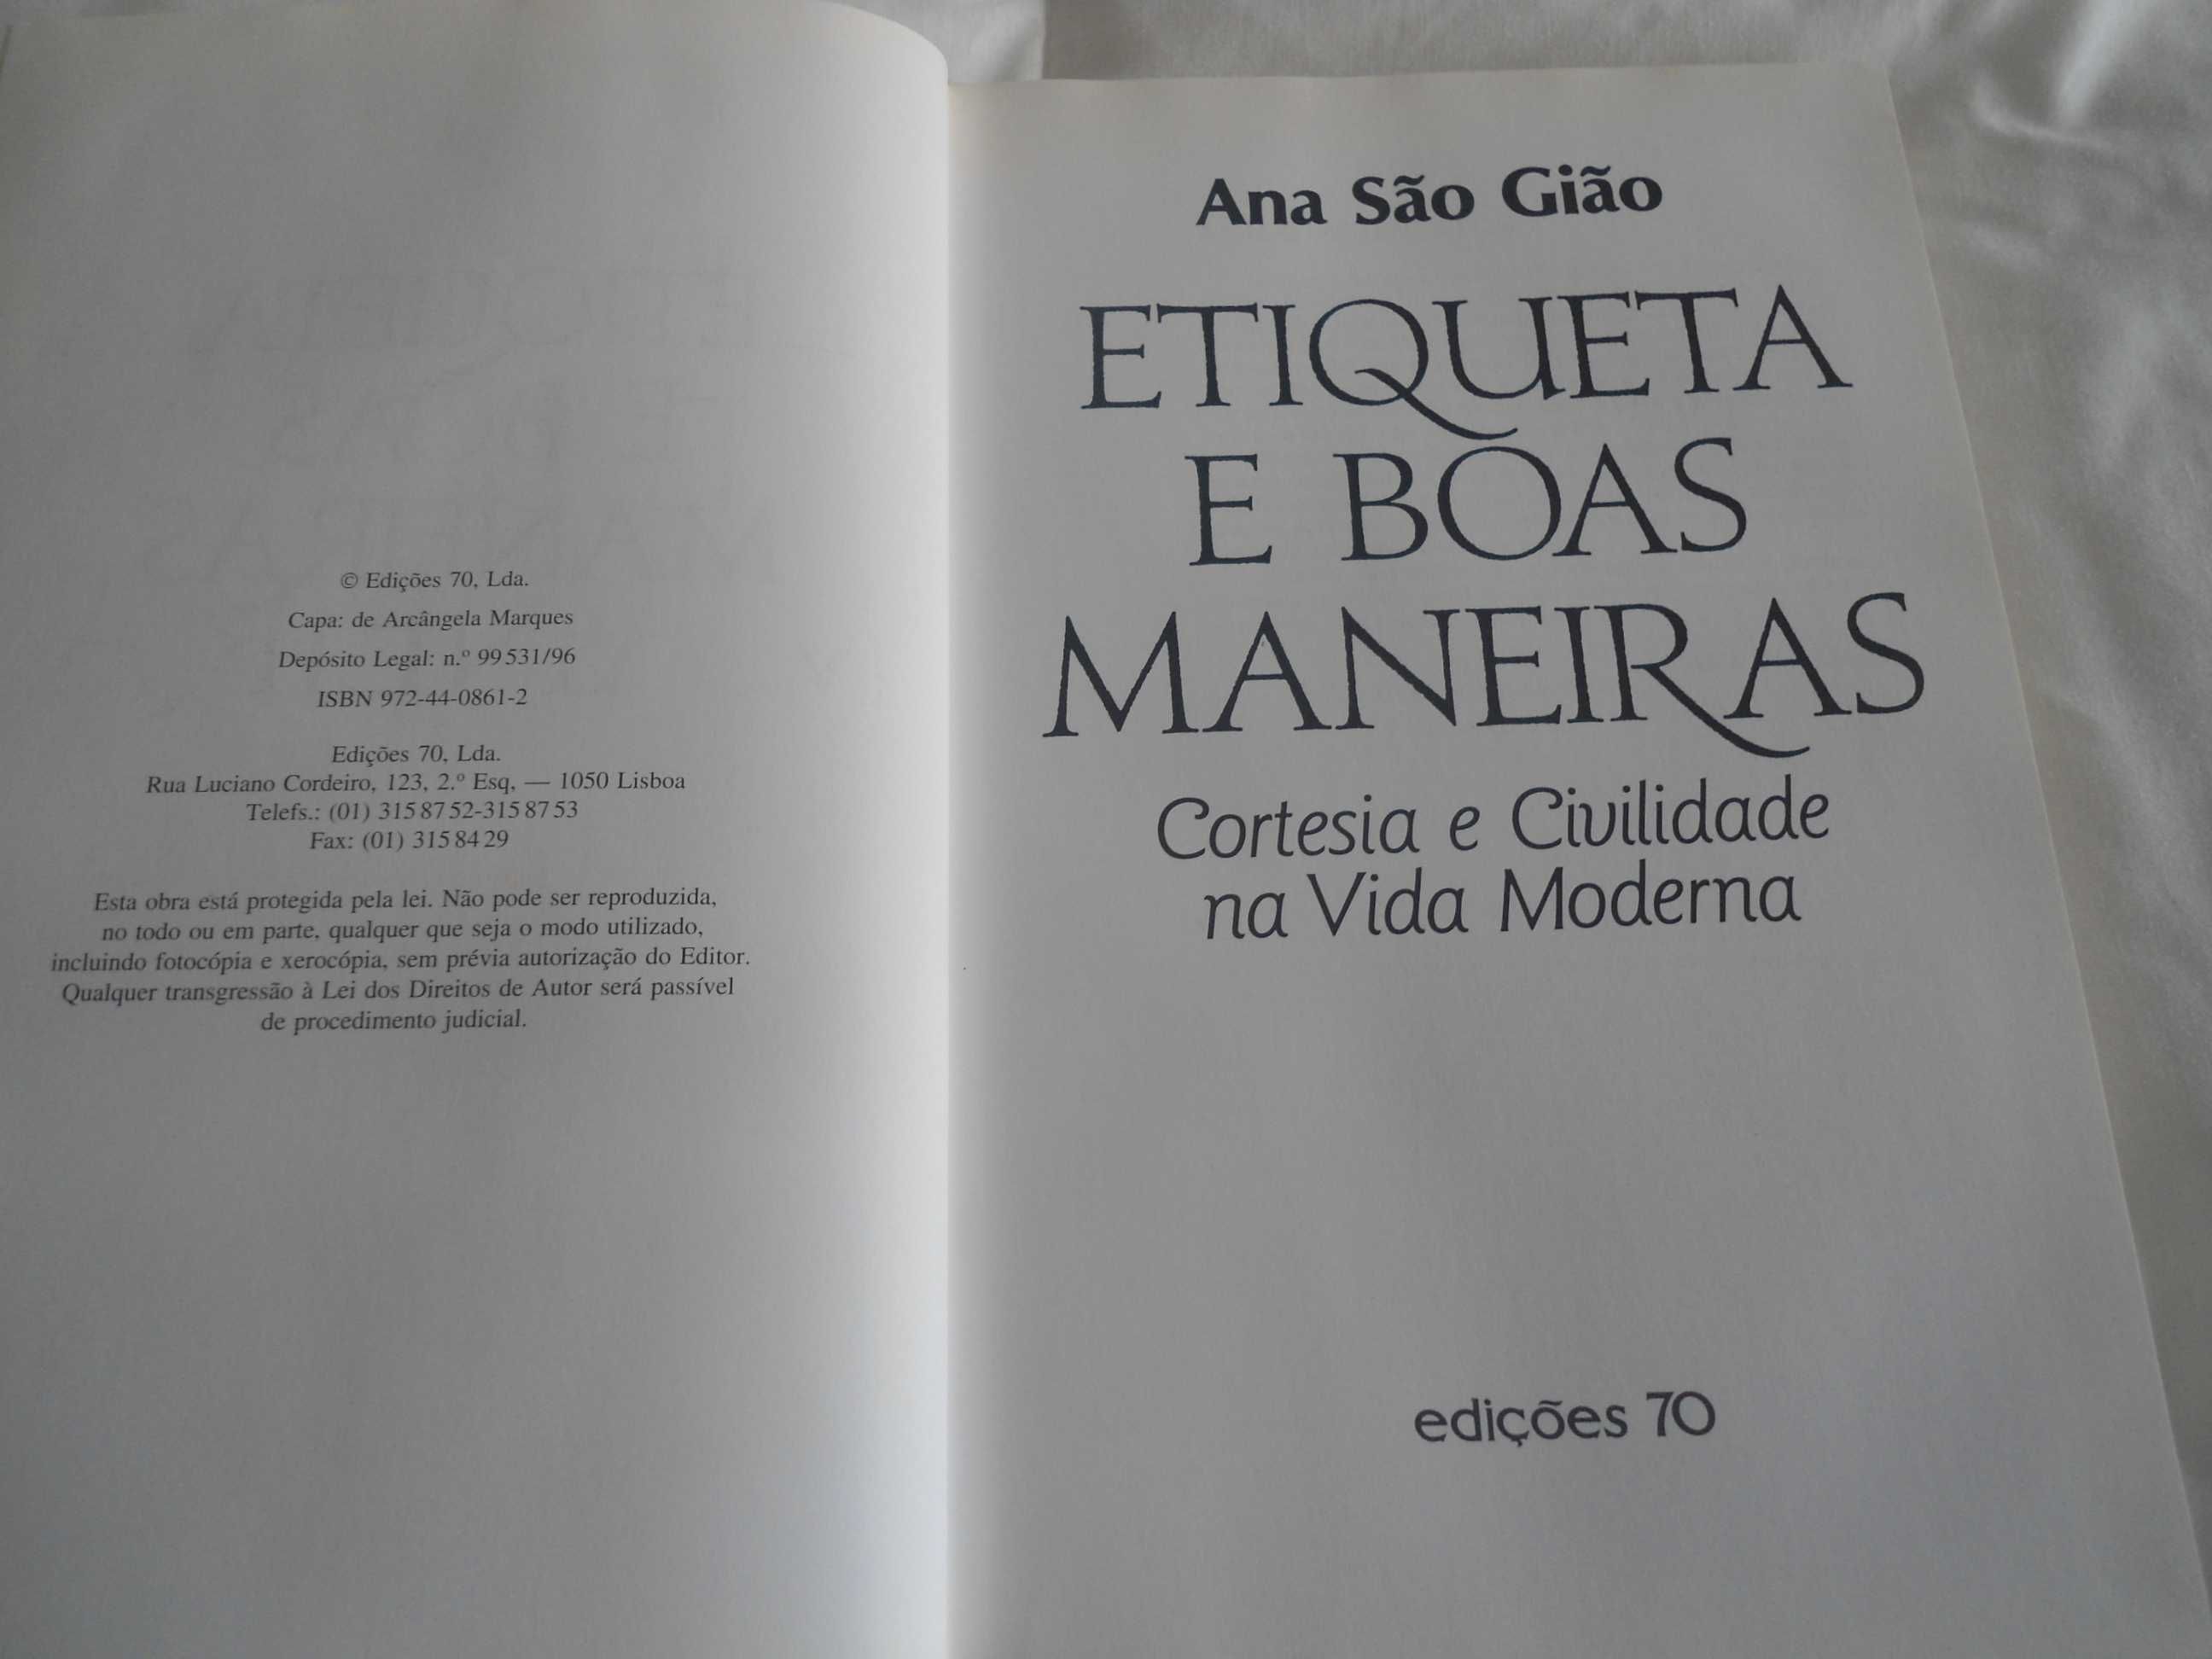 © Edições 70, Lda.
Capa: de Arcângela Marques
Depósito Legal: n.º 99531/96
ISBN 972-44-0861-2
Edições 70, Lda.
Rua Luciano Cordeiro, 123, 2.º Esq, — 1050 Lisboa
Telefs.: (01) 3158752-3158753
Fax: (01) 3158429
Esta obra está protegida pela lei. Não pode ser reproduzida,
no todo ou em parte, qualquer que seja o modo utilizado,
incluindo fotocópia e xerocópia, sem prévia autorização do Editor.
Qualquer transgressão à Lei dos Direitos de Autor será passível
de procedimento judicial.
Ana São Gião
ETIQUETA
E BOAS
MANEIRAS
Cortesia e Civilidade
na Vida Moderna
edições 70